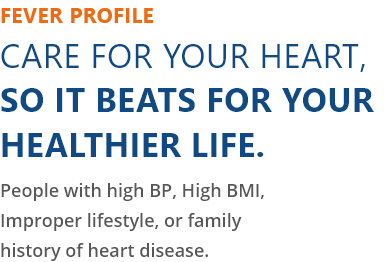 FEVER PROFILE
CARE FOR YOUR HEART,
SO IT BEATS FOR YOUR
HEALTHIER LIFE.
People with high BP, High BMI,
Improper lifestyle, or family
history of heart disease.